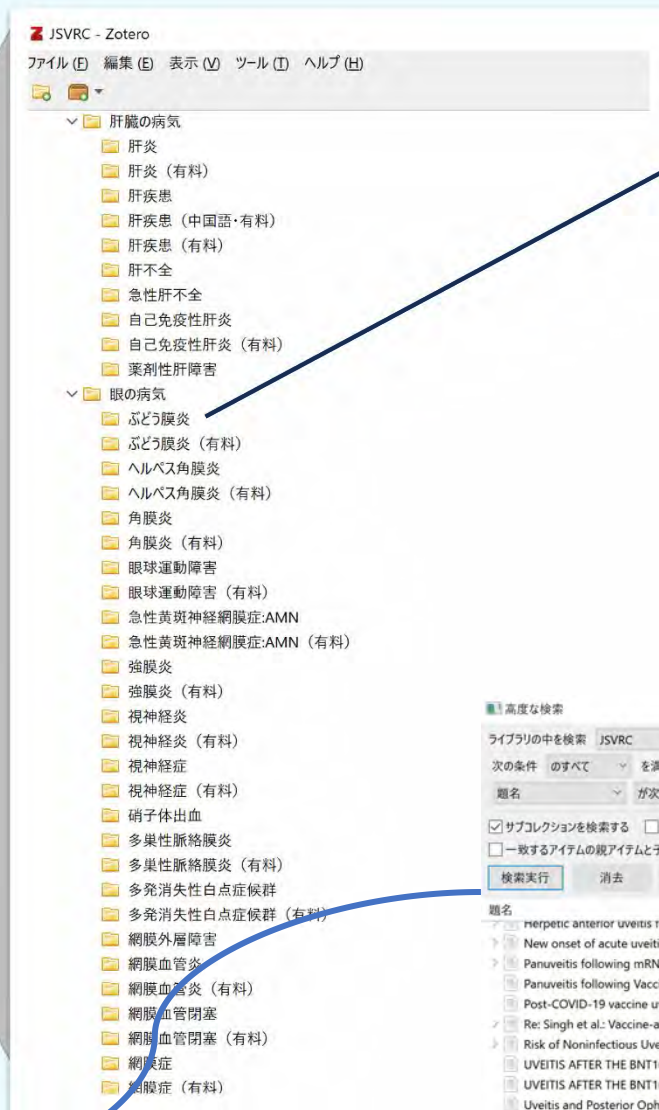 JSVRC - Zotero
ファイル (F) 編集 (E) 表示 (V) ツール (T) ヘルプ (H)
肝臓の病気
肝炎
肝炎（有料）
肝疾患
肝疾患（中国語・有料）
肝疾患（有料）
肝不全
急性肝不全
自己免疫性肝炎
自己免疫性肝炎（有料）
薬剤性肝障害
眼の病気
ぶどう膜炎
ぶどう膜炎（有料）
ヘルペス角膜炎
ヘルペス角膜炎（有料）
角膜炎
角膜炎（有料）
眼球運動障害
眼球運動障害（有料）
急性黄斑神経網膜症:AMN
急性黄斑神経網膜症:AMN（有料）
強膜炎
強膜炎（有料）
視神経炎
視神経炎（有料）
視神経症
視神経症（有料）
硝子体出血
多巣性脈絡膜炎
多巣性脈絡膜炎（有料）
多発消失性白点症候群
多発消失性白点症候群（有料）
網膜外層障害
網膜血管炎
網膜血管炎（有料）
網膜血管閉塞
網膜血管閉塞（有料）
網膜症
網膜症（有料）
高度な検索
ライブラリの中を検索 JSVRC
次の条件 のすべて を満
題名 が次
サブコレクションを検索する
一致するアイテムの親アイテムと子
検索実行 消去
題名
Herpetic anterior uveitis f
New onset of acute uveiti
Panuveitis following mRN
Panuveitis following Vacci
Post-COVID-19 vaccine u
Re: Singh et al.: Vaccine-a
Risk of Noninfectious Uve
UVEITIS AFTER THE BNT1
UVEITIS AFTER THE BNT1
Uveitis and Posterior Oph